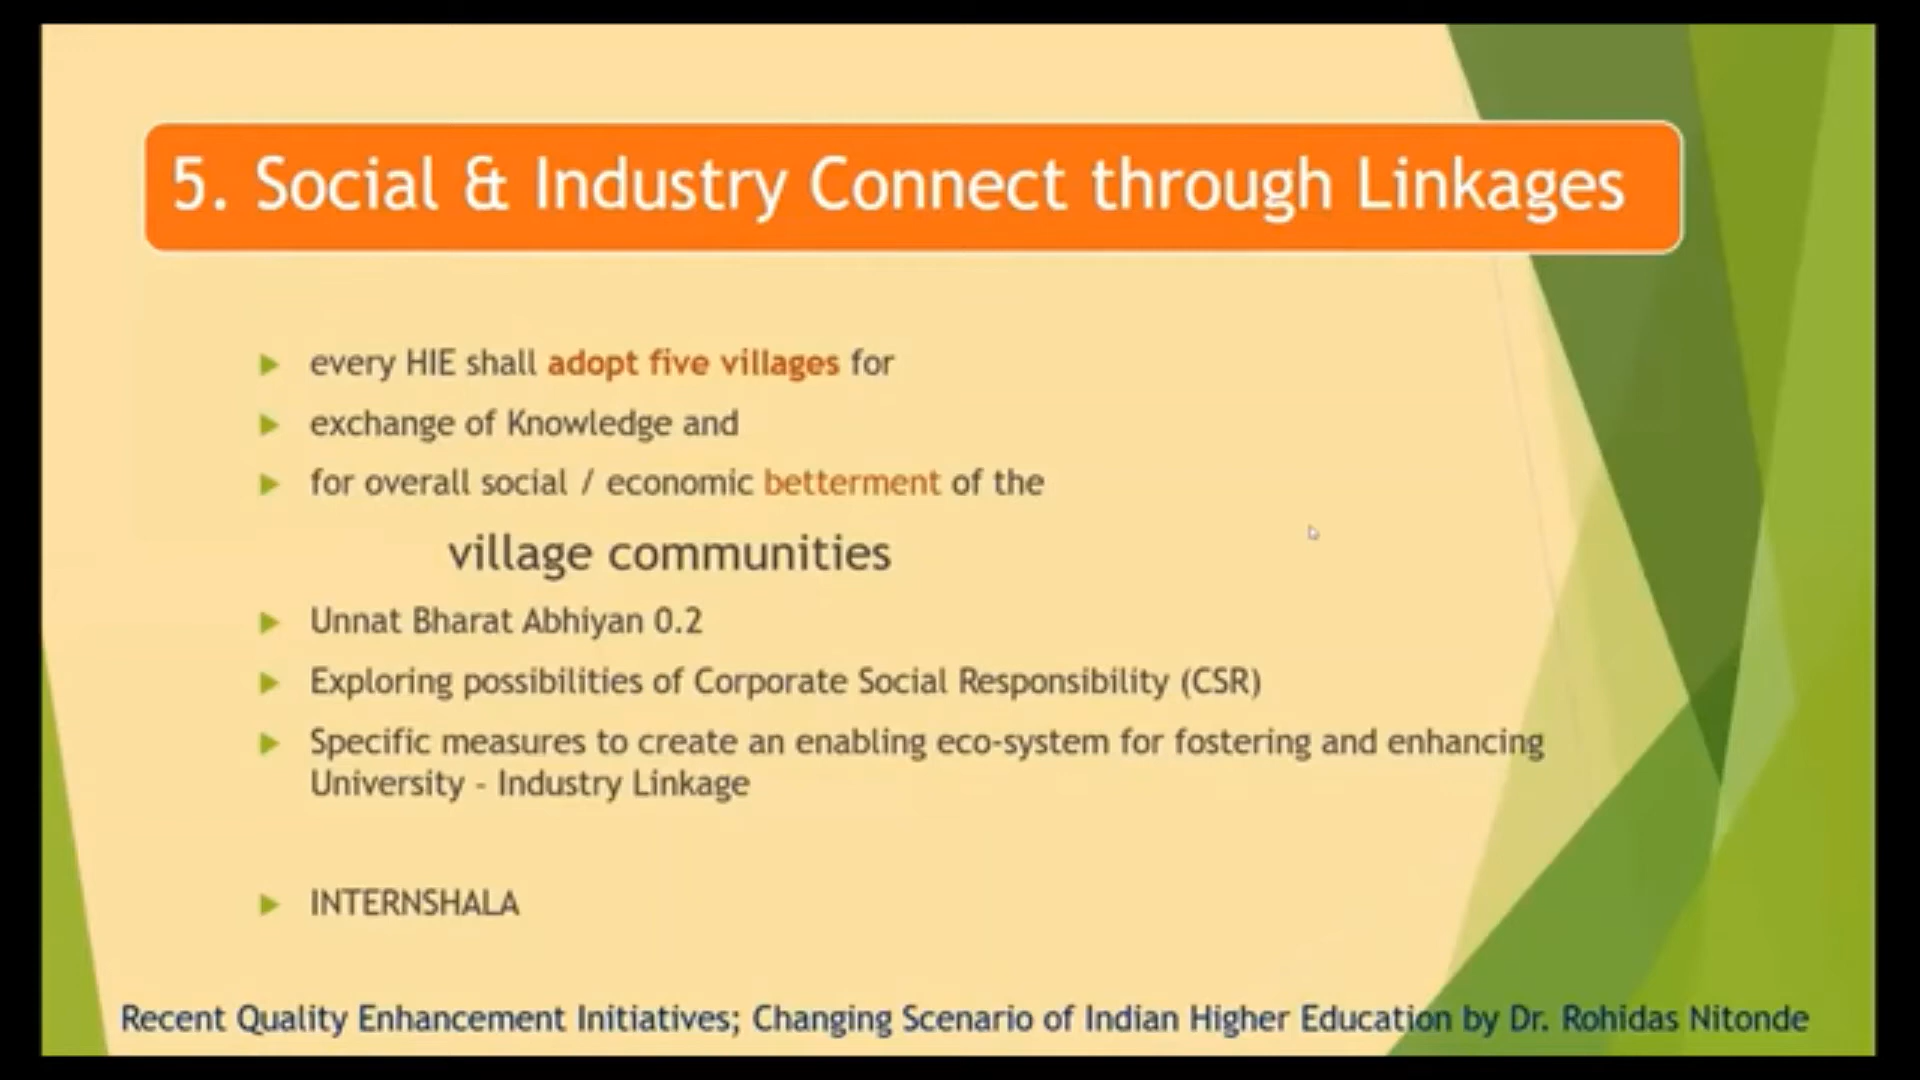 5. Social & Industry Connect through Linkages
every HIE shall adopt five villages for
exchange of Knowledge and
for overall social / economic betterment of the
village communities
Unnat Bharat Abhiyan 0.2
Exploring possibilities of Corporate Social Responsibility (CSR)
Specific measures to create an enabling eco-system for fostering and enhancing
University - Industry Linkage
INTERNSHALA
Recent Quality Enhancement Initiatives; Changing Scenario of Indian Higher Education by Dr. Rohidas Nitonde